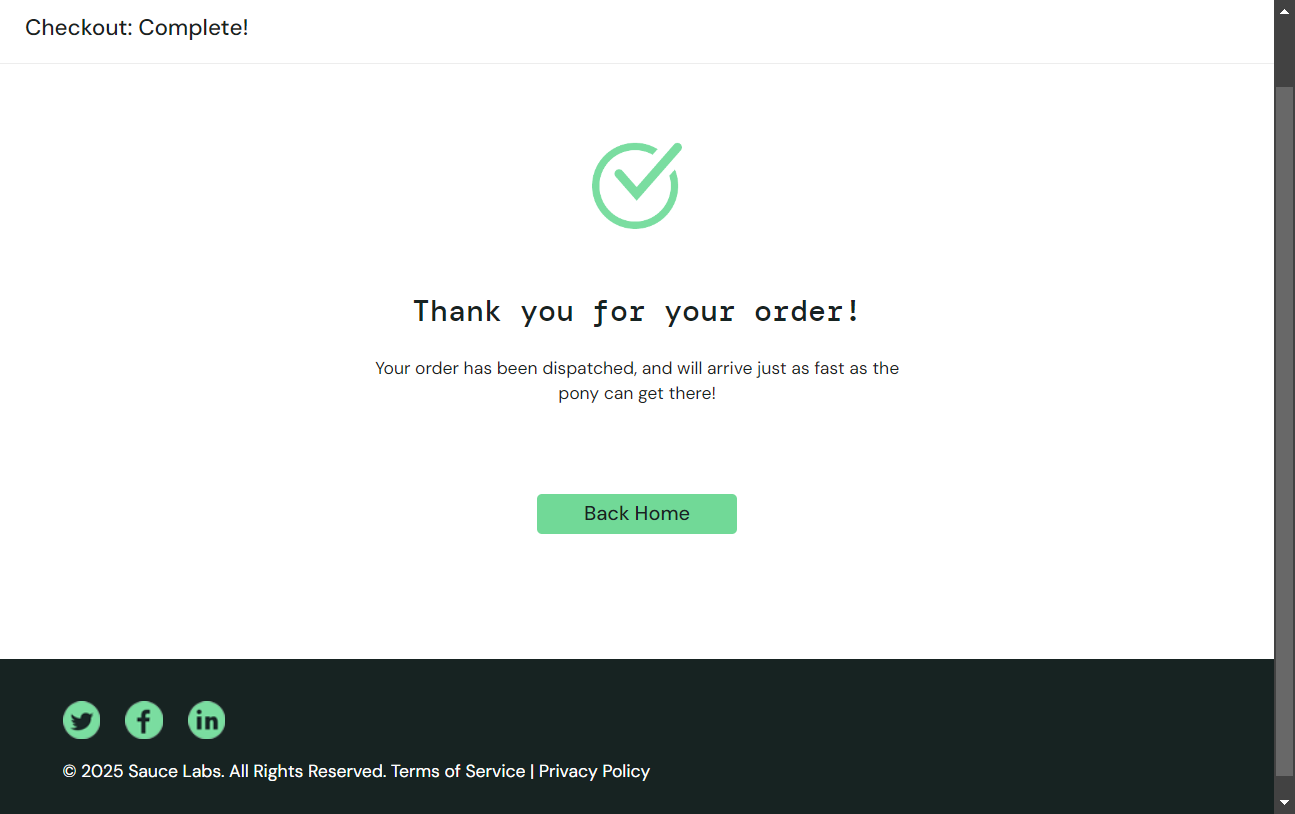 Checkout: Complete!
Thank you for your order!
Your order has been dispatched, and will arrive just as fast as the
pony can get there!
Back Home
© 2025 Sauce Labs. All Rights Reserved. Terms of Service | Privacy Policy